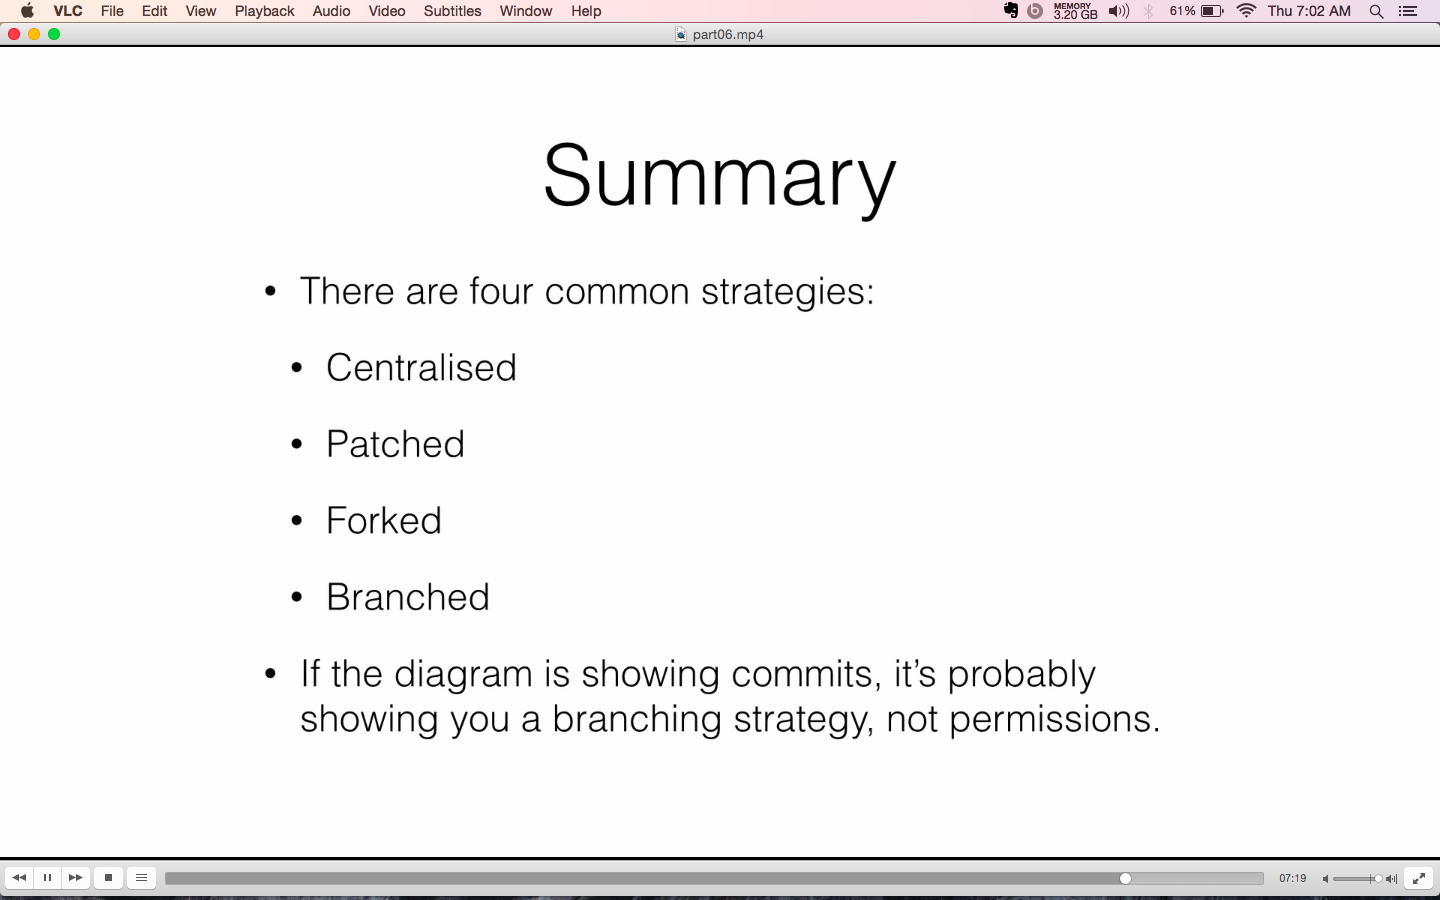 VLC File Edit View Playback Audio Video Subtitles Window Help MEMORY 3.20 GB 61% Thu 7:02 AM
part06.mp4
Summary
• There are four common strategies:
• Centralised
• Patched
• Forked
• Branched
• If the diagram is showing commits, it’s probably
showing you a branching strategy, not permissions.
07:19